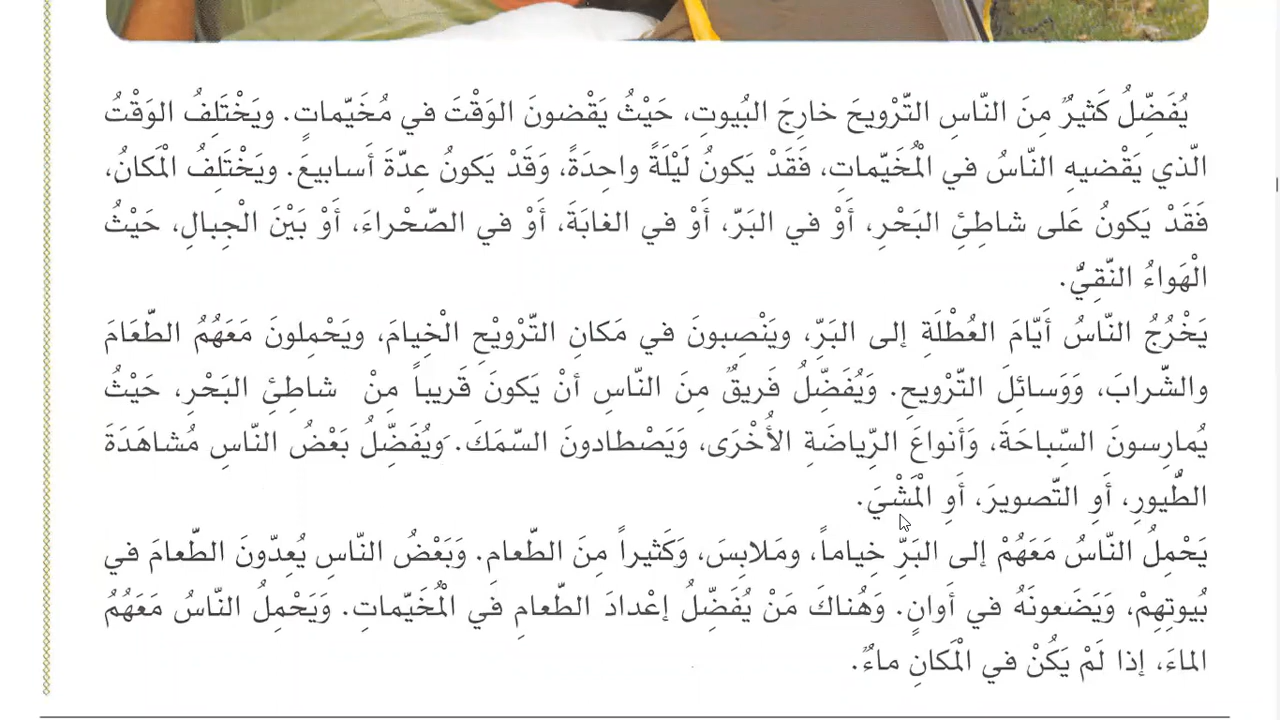 يُفَضِّلُ كَثيرٌ مِنَ النّاسِ التَّرْويحَ خارِجَ البُيوتِ، حَيْثُ يَقْضونَ الوَقْتَ في مُخَيّماتٍ. ويَخْتَلِفُ الوَقْتُ
الّذي يَقْضيهِ النّاسُ في الْمُخَيّماتِ، فَقَدْ يَكونُ لَيْلَةً واحِدَةً، وَقَدْ يَكونُ عِدّةَ أَسابيعَ. ويَخْتَلِفُ الْمَكانُ،
فَقَدْ يَكونُ عَلى شاطِئِ البَحْرِ، أَوْ في البَرّ، أَوْ في الغابَةَ، أَوْ في الصّحْراءَ، أَوْ بَيْنَ الْجِبالِ، حَيْثُ
الْهَواءُ النّقِيُّ.
يَخْرُجُ النّاسُ أَيّامَ العُطْلَةِ إلى البَرِّ، ويَنْصِبونَ في مَكانِ التّرْويْحِ الْخِيامَ، ويَحْمِلونَ مَعَهُمُ الطّعَامَ
والشّرابَ، وَوَسائِلَ التّرْويحِ. وَيُفَضّلُ فَريقٌ مِنَ النّاسِ أنْ يَكونَ قَريباً مِنْ شاطِئِ البَحْرِ، حَيْثُ
يُمارِسونَ السِّباحَةَ، وَأَنواعَ الرِّياضَةِ الأُخْرَى، وَيَصْطادونَ السّمَكَ. وَيُفَضّلُ بَعْضُ النّاسِ مُشاهَدَةَ
الطُّيورِ، أَوِ التّصويرَ، أَوِ الْمَشْيَ.
يَحْمِلُ النّاسُ مَعَهُمْ إلى البَرِّ خِياماً، ومَلابِسَ، وَكَثيراً مِنَ الطّعامِ. وَبَعْضُ النّاسِ يُعِدّونَ الطّعامَ في
بُيوتِهِمْ، وَيَضَعونَهُ في أَوانٍ. وَهُناكَ مَنْ يُفَضّلُ إعْدادَ الطّعامِ في الْمُخَيّماتِ. وَيَحْمِلُ النّاسُ مَعَهُمُ
الماءَ، إذا لَمْ يَكُنْ في الْمَكانِ ماءٌ.